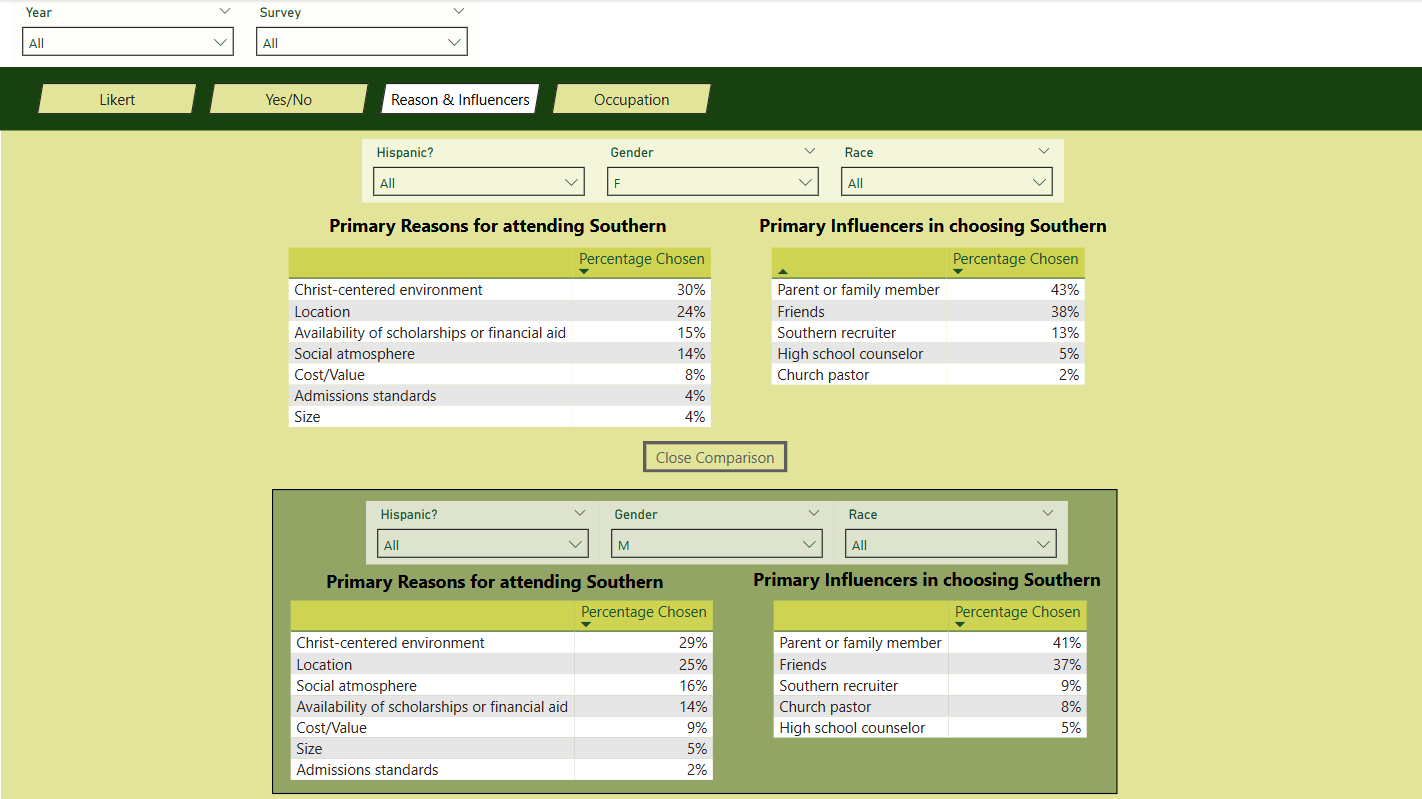 Year Survey
All All
Likert Yes/No Reason & Influencers Occupation
Hispanic? Gender Race
All F All
Primary Reasons for attending Southern Primary Influencers in choosing Southern
Percentage Chosen Percentage Chosen
Christ-centered environment 30% Parent or family member 43%
Location 24% Friends 38%
Availability of scholarships or financial aid 15% Southern recruiter 13%
Social atmosphere 14% High school counselor 5%
Cost/Value 8% Church pastor 2%
Admissions standards 4%
Size 4%
Close Comparison
Hispanic? Gender Race
All M All
Primary Reasons for attending Southern Primary Influencers in choosing Southern
Percentage Chosen Percentage Chosen
Christ-centered environment 29% Parent or family member 41%
Location 25% Friends 37%
Social atmosphere 16% Southern recruiter 9%
Availability of scholarships or financial aid 14% Church pastor 8%
Cost/Value 9% High school counselor 5%
Size 5%
Admissions standards 2%